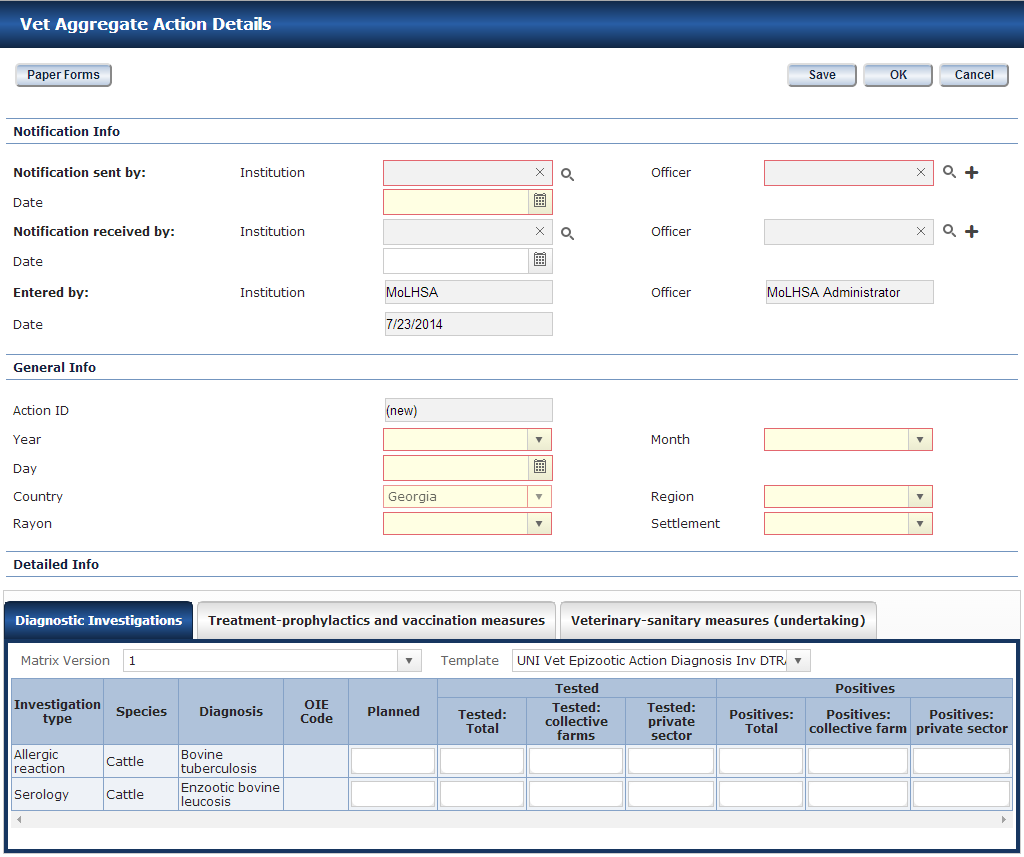 Vet Aggregate Action Details
Paper Forms Save OK Cancel
Notification Info
Notification sent by: Institution Officer
Date
Notification received by: Institution Officer
Date
Entered by: Institution MoLHSA Officer MoLHSA Administrator
Date 7/23/2014
General Info
Action ID (new)
Year Month
Day
Country Georgia Region
Rayon Settlement
Detailed Info
Diagnostic Investigations Treatment-prophylactics and vaccination measures Veterinary-sanitary measures (undertaking)
Matrix Version 1 Template UNI Vet Epizootic Action Diagnosis Inv DTRA
Tested Positives
Investigation type Species Diagnosis OIE Code Planned Tested: Total Tested: collective farms Tested: private sector Positives: Total Positives: collective farm Positives: private sector
Allergic reaction Cattle Bovine tuberculosis
Serology Cattle Enzootic bovine leucosis